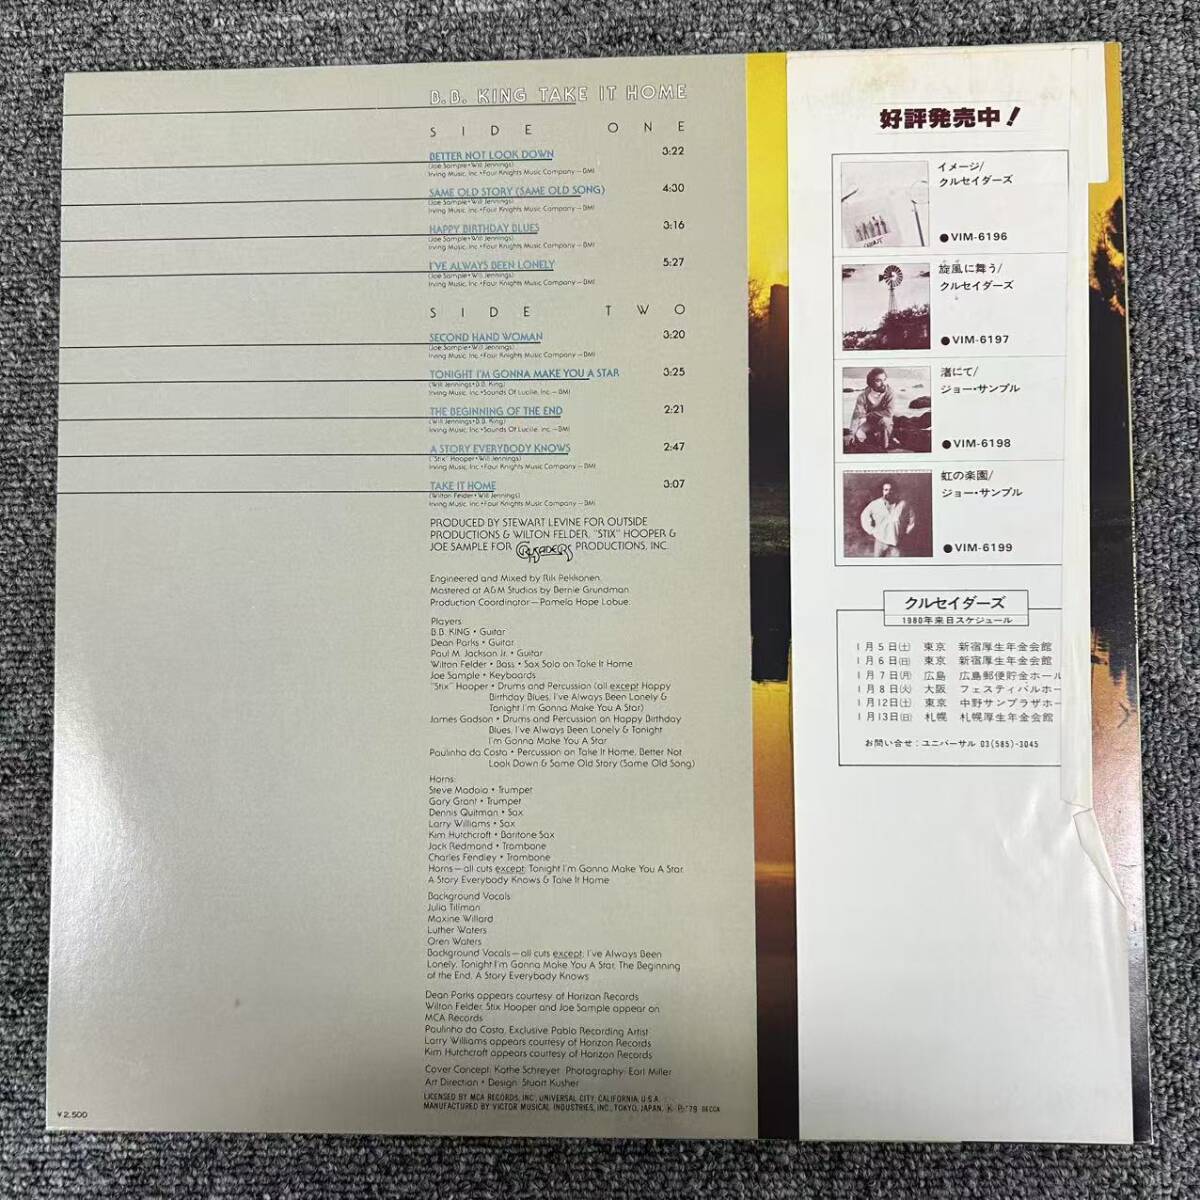 B.B. KING TAKE IT HOME
SIDE ONE
BETTER NOT LOOK DOWN 3:22
(Joe Sample•Will Jennings)
Irving Music, Inc.•Four Knights Music Company—BMI
SAME OLD STORY (SAME OLD SONG) 4:30
(Joe Sample•Will Jennings)
Irving Music, Inc.•Four Knights Music Company—BMI
HAPPY BIRTHDAY BLUES 3:16
(Joe Sample•Will Jennings)
Irving Music, Inc.•Four Knights Music Company—BMI
I'VE ALWAYS BEEN LONELY 5:27
(Joe Sample•Will Jennings)
Irving Music, Inc.•Four Knights Music Company—BMI
SIDE TWO
SECOND HAND WOMAN 3:20
(Joe Sample•Will Jennings)
Irving Music, Inc.•Four Knights Music Company—BMI
TONIGHT I'M GONNA MAKE YOU A STAR 3:25
(Will Jennings•B.B. King)
Irving Music, Inc.•Sounds Of Lucille, Inc.—BMI
THE BEGINNING OF THE END 2:21
(Will Jennings•B.B. King)
Irving Music, Inc.•Sounds Of Lucille, Inc.—BMI
A STORY EVERYBODY KNOWS 2:47
("Stix" Hooper•Will Jennings)
Irving Music, Inc.•Four Knights Music Company—BMI
TAKE IT HOME 3:07
(Wilton Felder•Will Jennings)
Irving Music, Inc.•Four Knights Music Company—BMI
PRODUCED BY STEWART LEVINE FOR OUTSIDE
PRODUCTIONS & WILTON FELDER, "STIX" HOOPER &
JOE SAMPLE FOR CRUSADERS PRODUCTIONS, INC.
Engineered and Mixed by Rik Pekkonen.
Mastered at A&M Studios by Bernie Grundman.
Production Coordinator—Pamela Hope Lobue.
Players:
B.B. KING • Guitar
Dean Parks • Guitar
Paul M. Jackson Jr. • Guitar
Wilton Felder • Bass • Sax Solo on Take It Home
Joe Sample • Keyboards
"Stix" Hooper • Drums and Percussion (all except Happy
Birthday Blues, I've Always Been Lonely &
Tonight I'm Gonna Make You A Star)
James Gadson • Drums and Percussion on Happy Birthday
Blues, I've Always Been Lonely & Tonight
I'm Gonna Make You A Star
Paulinho da Costa • Percussion on Take It Home, Better Not
Look Down & Same Old Story (Same Old Song)
Horns:
Steve Madaio • Trumpet
Gary Grant • Trumpet
Dennis Quitman • Sax
Larry Williams • Sax
Kim Hutchcroft • Baritone Sax
Jack Redmond • Trombone
Charles Fendley • Trombone
Horns—all cuts except: Tonight I'm Gonna Make You A Star,
A Story Everybody Knows & Take It Home
Background Vocals:
Julia Tillman
Maxine Willard
Luther Waters
Oren Waters
Background Vocals—all cuts except: I've Always Been
Lonely, Tonight I'm Gonna Make You A Star, The Beginning
of the End, A Story Everybody Knows
Dean Parks appears courtesy of Horizon Records
Wilton Felder, Stix Hooper and Joe Sample appear on
MCA Records
Paulinho da Costa, Exclusive Pablo Recording Artist
Larry Williams appears courtesy of Horizon Records
Kim Hutchcroft appears courtesy of Horizon Records
Cover Concept: Kathe Schreyer. Photography: Earl Miller
Art Direction • Design: Stuart Kusher
LICENSED BY MCA RECORDS, INC., UNIVERSAL CITY, CALIFORNIA, U.S.A.
MANUFACTURED BY VICTOR MUSICAL INDUSTRIES, INC., TOKYO, JAPAN.
¥2,500
好評発売中！
イメージ/
クルセイダーズ
●VIM-6196
旋風に舞う/
クルセイダーズ
●VIM-6197
渚にて/
ジョー・サンプル
●VIM-6198
虹の楽園/
ジョー・サンプル
●VIM-6199
クルセイダーズ
1980年来日スケジュール
1月5日(土) 東京 新宿厚生年金会館
1月6日(日) 東京 新宿厚生年金会館
1月7日(月) 広島 広島郵便貯金ホール
1月8日(火) 大阪 フェスティバルホー
1月12日(土) 東京 中野サンプラザホー
1月13日(日) 札幌 札幌厚生年金会館
お問い合せ：ユニバーサル 03(585)-3045